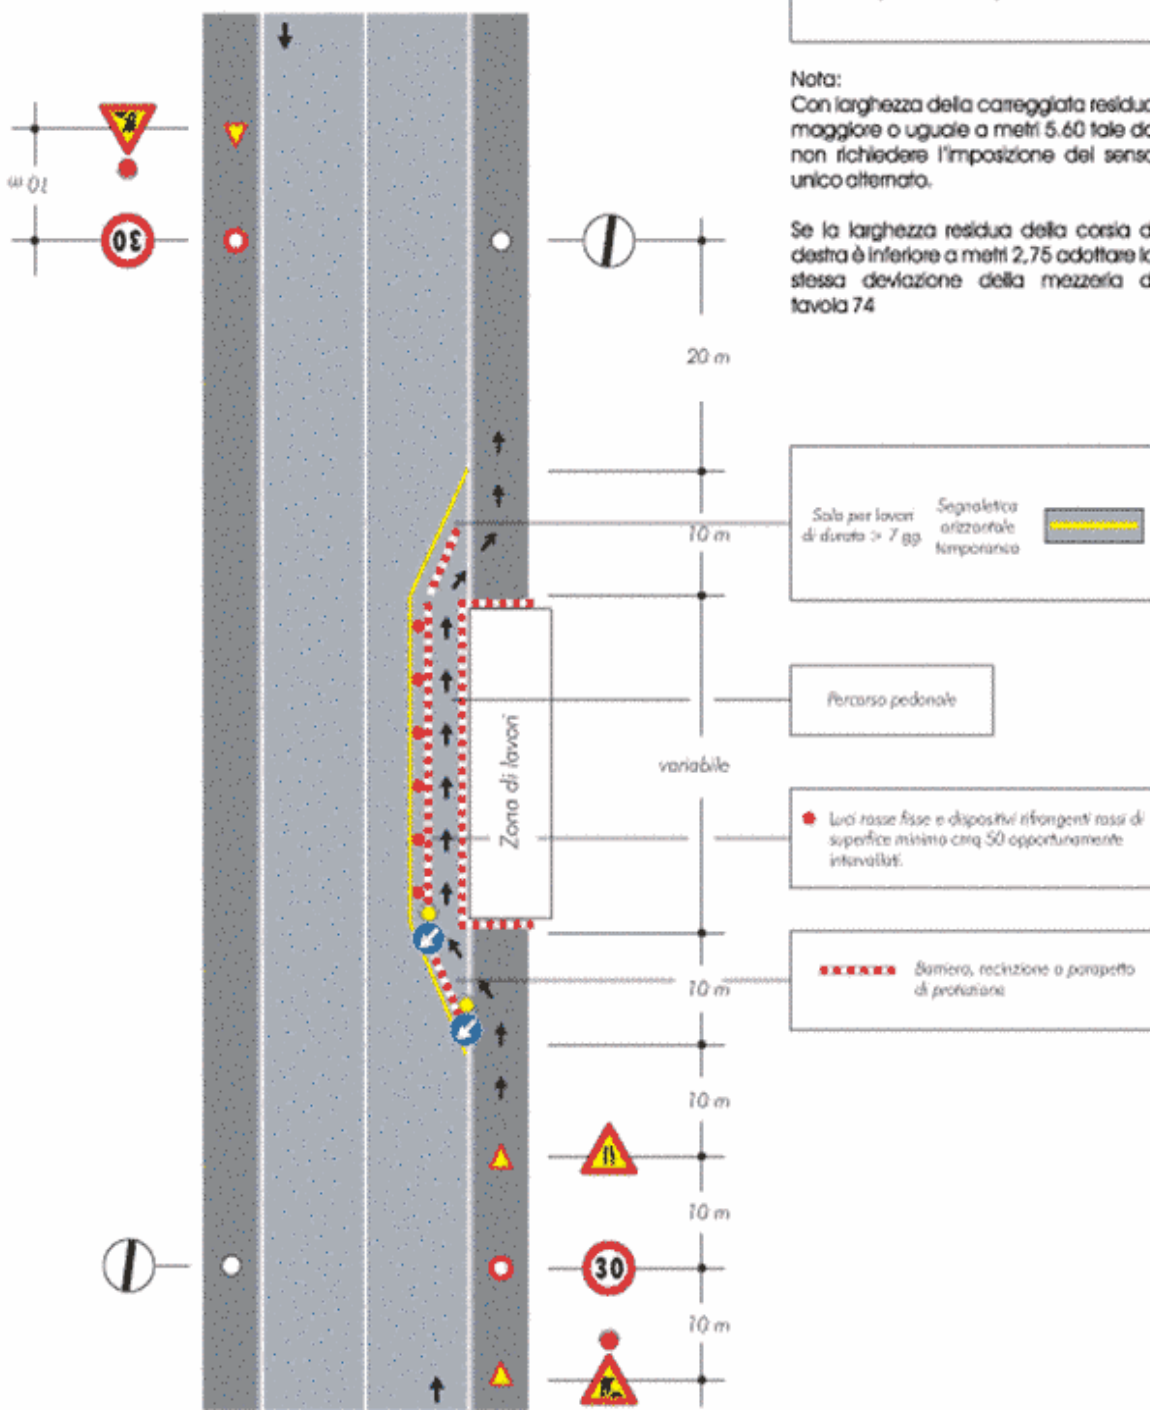 Nota:
Con larghezza della carreggiata residua
maggiore o uguale a metri 5.60 tale da
non richiedere l'imposizione del senso
unico alternato.
Se la larghezza residua della corsia d
destra è inferiore a metri 2,75 adottare la
stessa deviazione della mezzeria d
tavola 74
10 m
30
20 m
10 m
Solo per lavori
di durata > 7 gg.
Segnaletica
orizzontale
temporanea
Percorso pedonale
Zona di lavori
variabile
Luci rosse fisse e dispositivi rifrangenti rossi di
superfice minima cmq 50 opportunamente
intervallati.
Barriera, recinzione o parapetto
di protezione
10 m
10 m
10 m
30
10 m